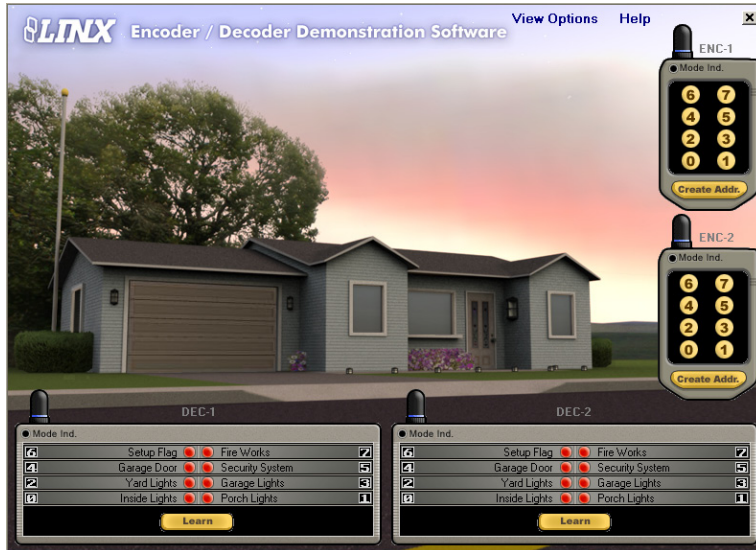 LINX Encoder / Decoder Demonstration Software
View Options Help X
ENC-1
Mode Ind.
6 7
4 5
2 3
0 1
Create Addr.
ENC-2
Mode Ind.
6 7
4 5
2 3
0 1
Create Addr.
DEC-1
Mode Ind.
6 Setup Flag Fire Works 7
4 Garage Door Security System 5
2 Yard Lights Garage Lights 3
0 Inside Lights Porch Lights 1
Learn
DEC-2
Mode Ind.
6 Setup Flag Fire Works 7
4 Garage Door Security System 5
2 Yard Lights Garage Lights 3
0 Inside Lights Porch Lights 1
Learn